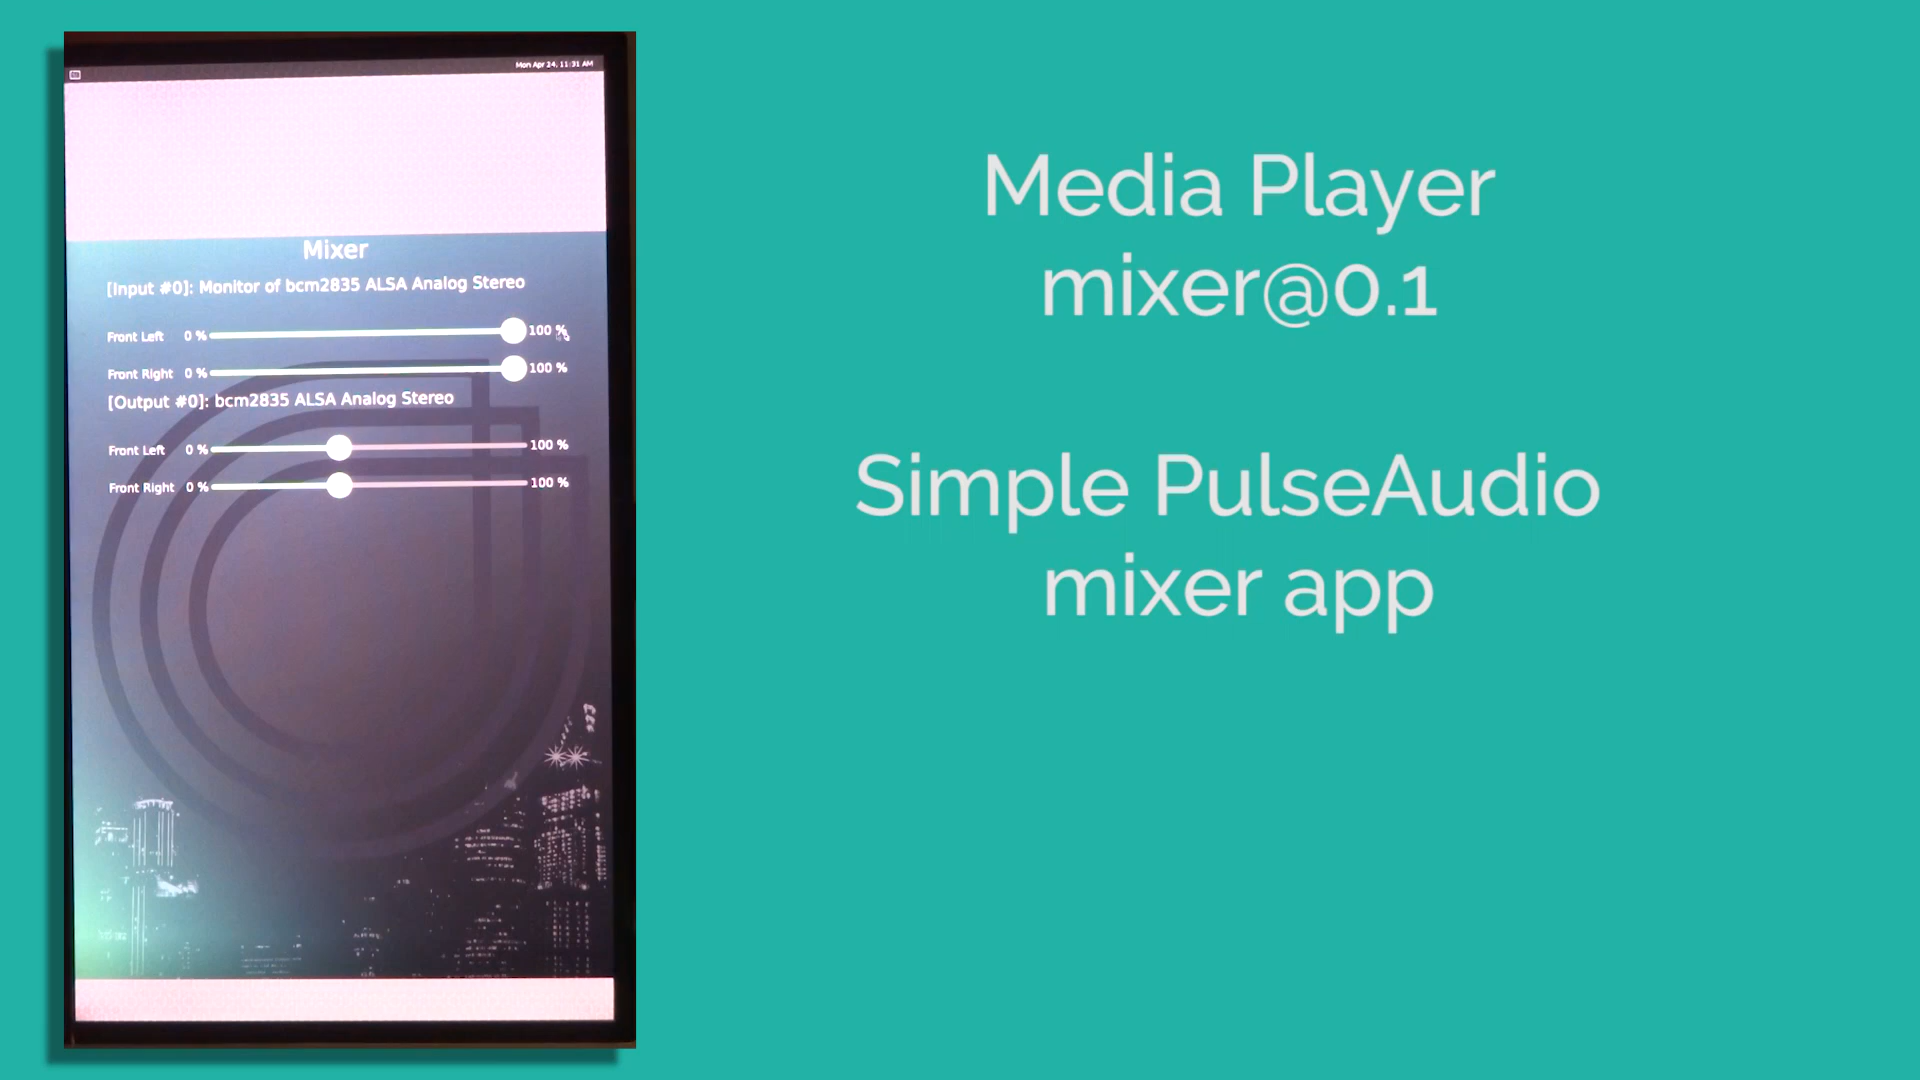 Mon Apr 24, 11:31 AM
Mixer
[Input #0]: Monitor of bcm2835 ALSA Analog Stereo
Front Left 0 % 100 %
Front Right 0 % 100 %
[Output #0]: bcm2835 ALSA Analog Stereo
Front Left 0 % 100 %
Front Right 0 % 100 %
Media Player
mixer@0.1
Simple PulseAudio
mixer app